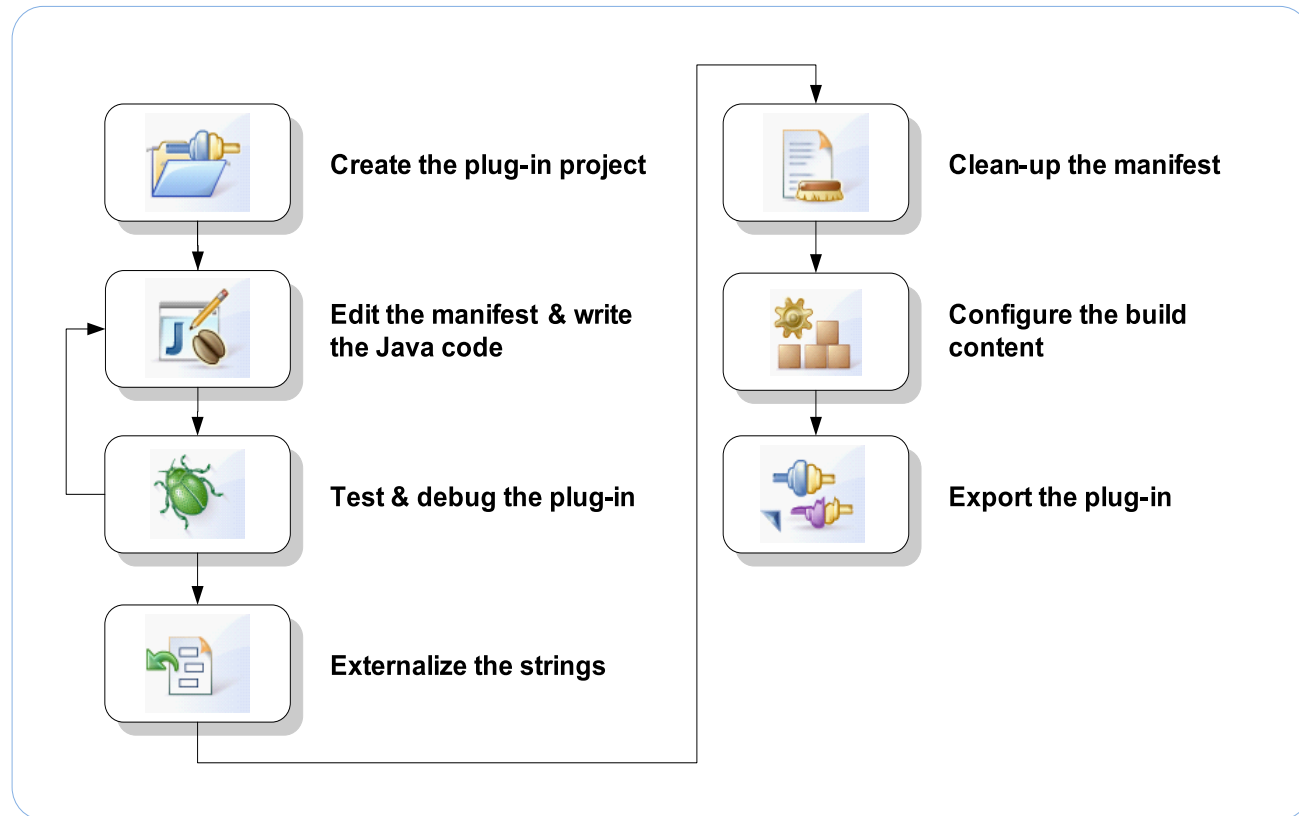 Create the plug-in project
Edit the manifest & write
the Java code
Test & debug the plug-in
Externalize the strings
Clean-up the manifest
Configure the build
content
Export the plug-in
J